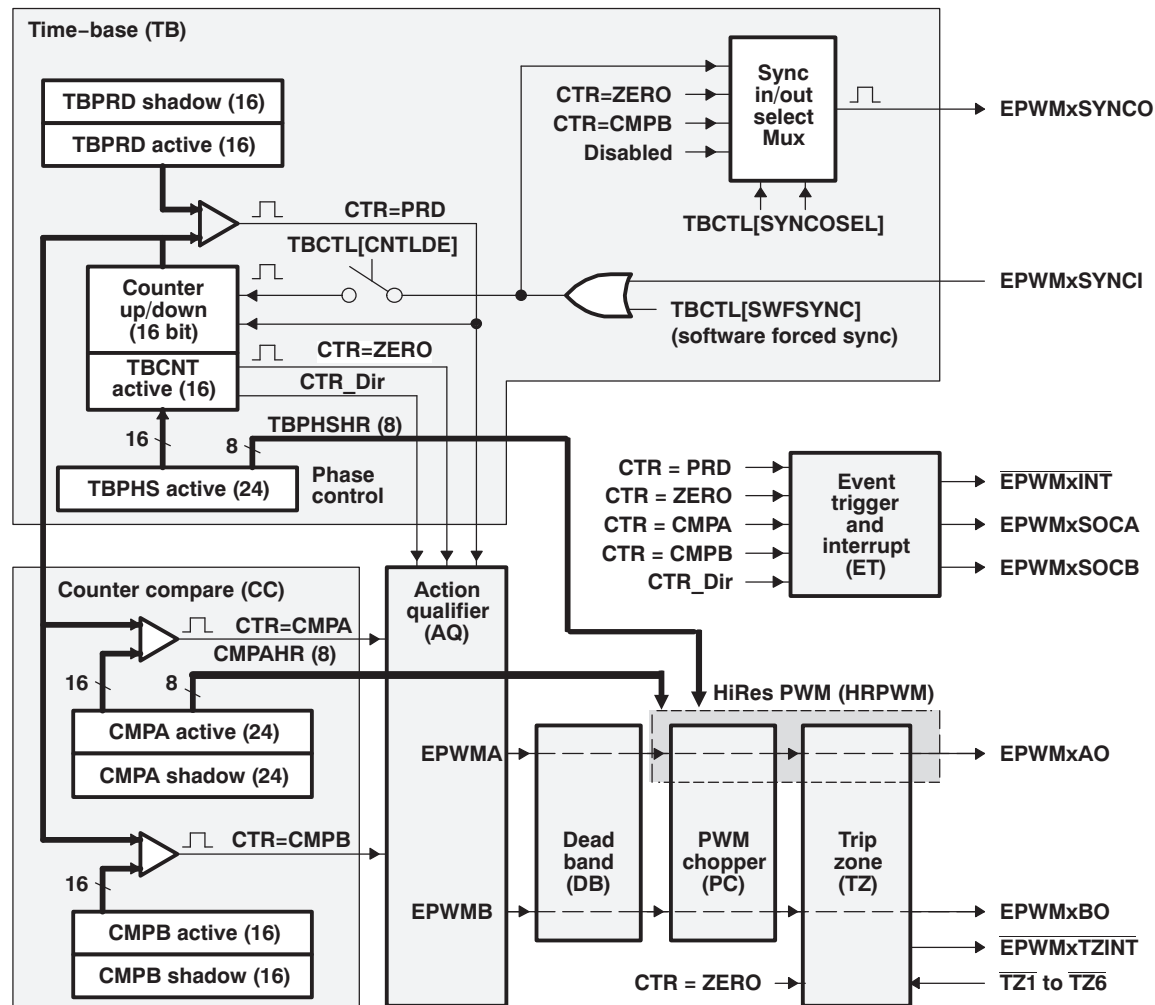 Time−base (TB)
TBPRD shadow (16)
TBPRD active (16)
CTR=PRD
TBCTL[CNTLDE]
Counter
up/down
(16 bit)
TBCNT
active (16)
CTR=ZERO
CTR_Dir
16
8
TBPHSHR (8)
TBPHS active (24)
Phase
control
CTR=ZERO
CTR=CMPB
Disabled
Sync
in/out
select
Mux
TBCTL[SYNCOSEL]
EPWMxSYNCO
EPWMxSYNCI
TBCTL[SWFSYNC]
(software forced sync)
CTR = PRD
CTR = ZERO
CTR = CMPA
CTR = CMPB
CTR_Dir
Event
trigger
and
interrupt
(ET)
EPWMxINT
EPWMxSOCA
EPWMxSOCB
Counter compare (CC)
CTR=CMPA
CMPAHR (8)
16
8
CMPA active (24)
CMPA shadow (24)
CTR=CMPB
16
CMPB active (16)
CMPB shadow (16)
Action
qualifier
(AQ)
EPWMA
EPWMB
HiRes PWM (HRPWM)
Dead
band
(DB)
PWM
chopper
(PC)
Trip
zone
(TZ)
EPWMxAO
EPWMxBO
EPWMxTZINT
CTR = ZERO
TZ1 to TZ6